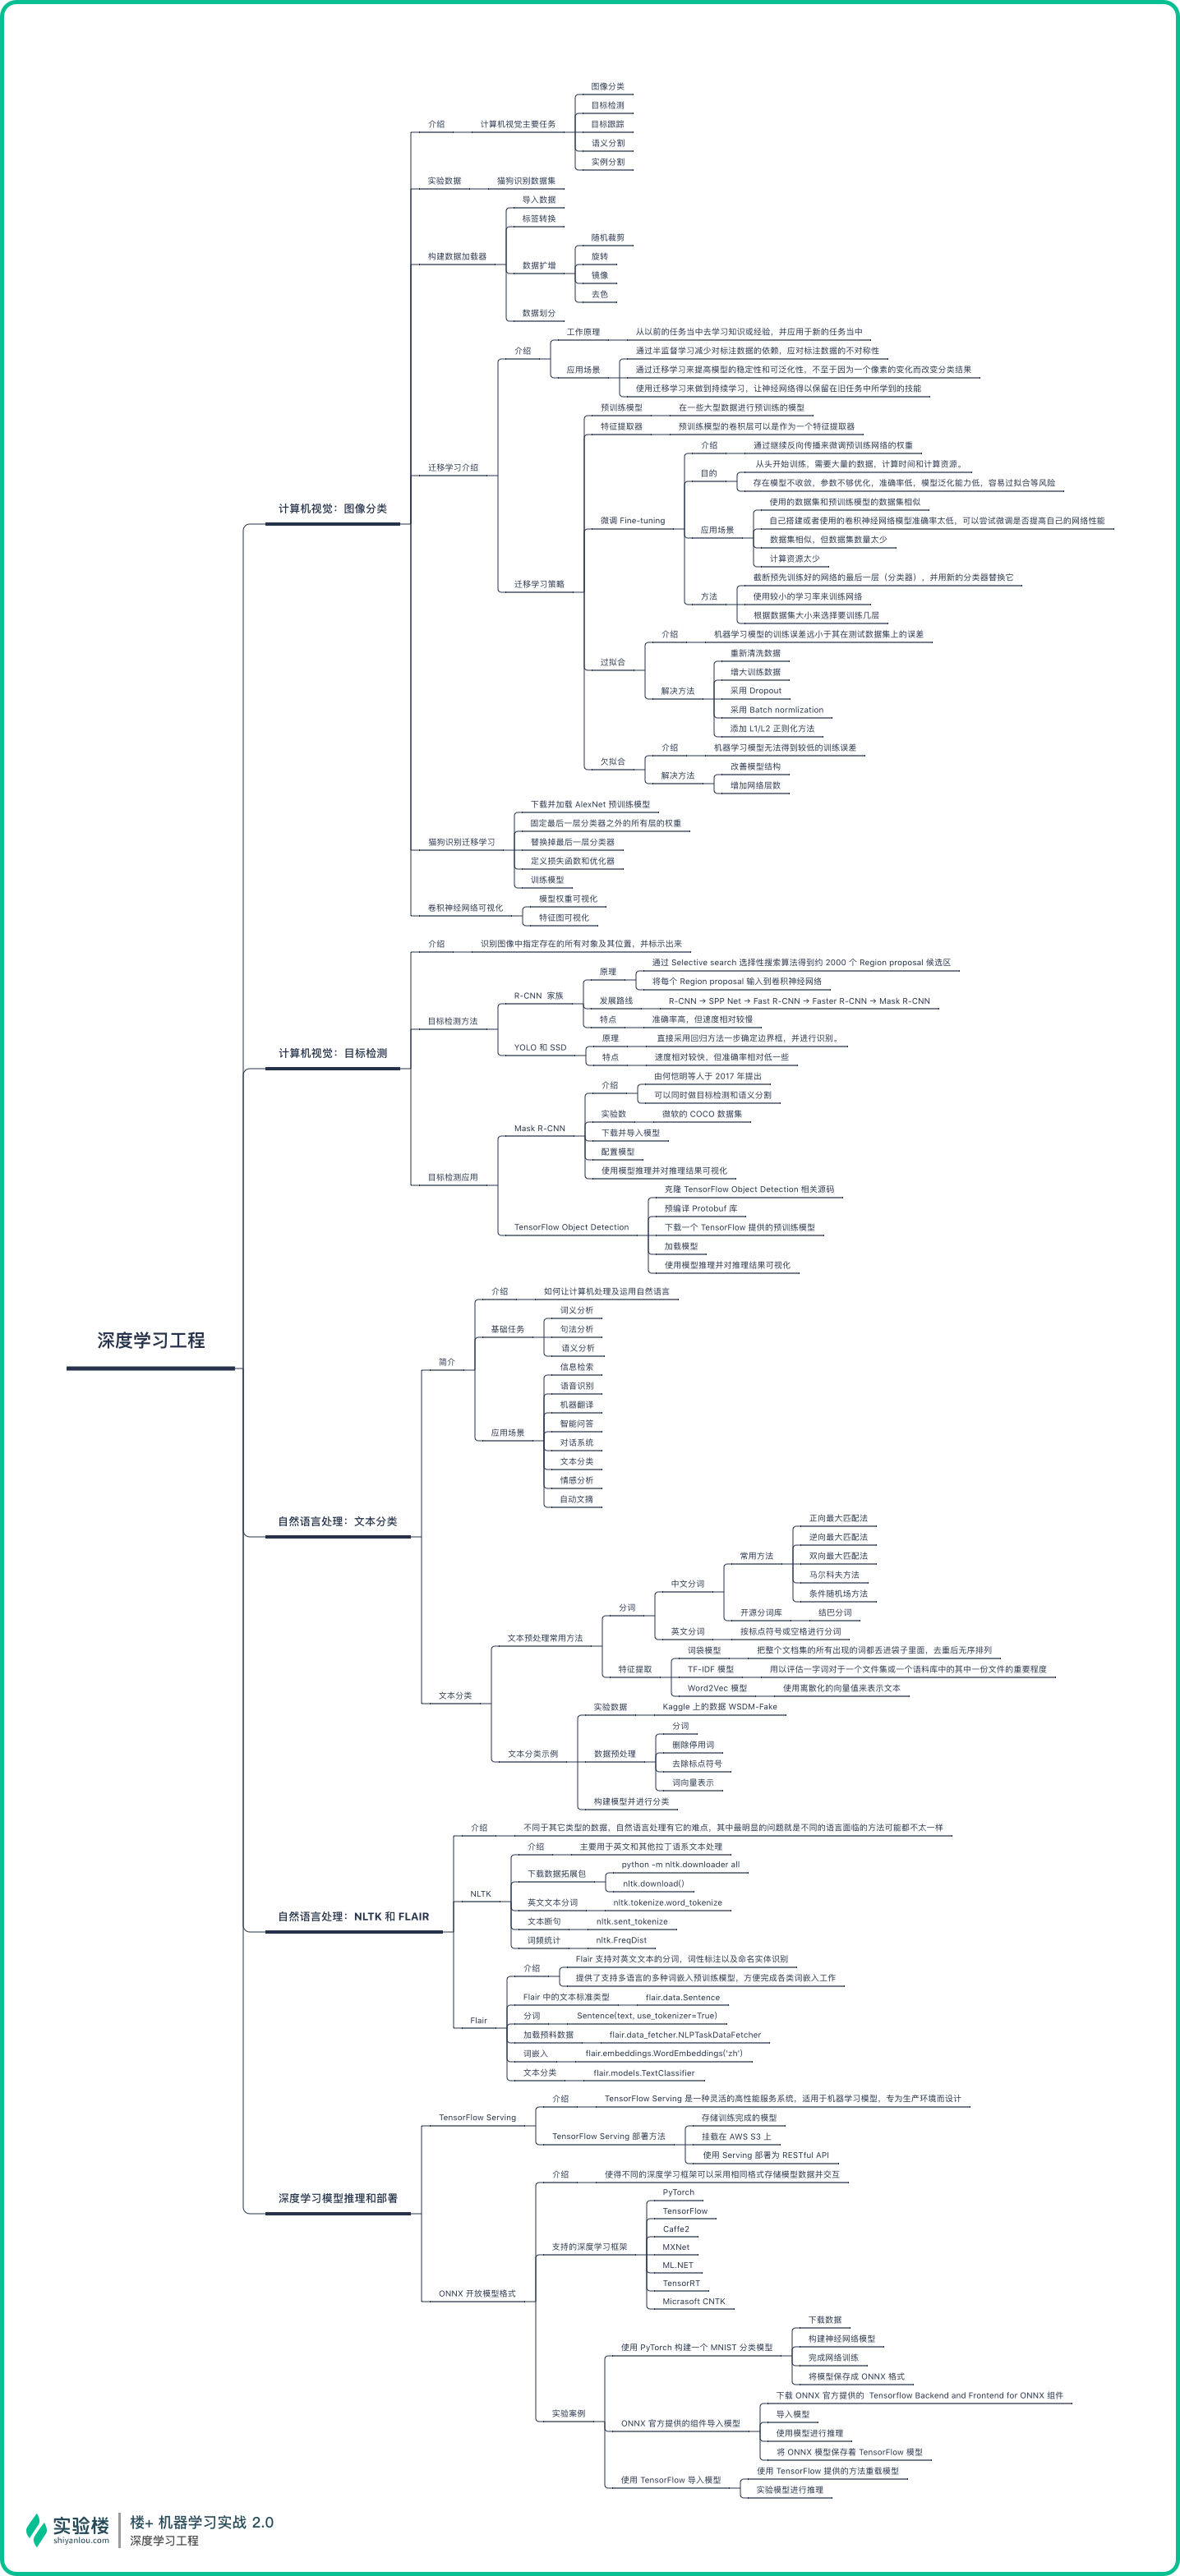 深度学习工程
计算机视觉：图像分类
介绍
计算机视觉主要任务
图像分类
目标检测
目标跟踪
语义分割
实例分割
实验数据
猫狗识别数据集
构建数据加载器
导入数据
标签转换
数据扩增
随机裁剪
旋转
镜像
去色
数据划分
迁移学习介绍
介绍
工作原理
从以前的任务当中去学习知识或经验，并应用于新的任务当中
应用场景
通过半监督学习减少对标注数据的依赖，应对标注数据的不对称性
通过迁移学习来提高模型的稳定性和可泛化性，不至于因为一个像素的变化而改变分类结果
使用迁移学习来做到持续学习，让神经网络得以保留在旧任务中所学到的技能
迁移学习策略
预训练模型
在一些大型数据进行预训练的模型
特征提取器
预训练模型的卷积层可以是作为一个特征提取器
微调 Fine-tuning
介绍
通过继续反向传播来微调预训练网络的权重
目的
从头开始训练，需要大量的数据，计算时间和计算资源。
存在模型不收敛，参数不够优化，准确率低，模型泛化能力低，容易过拟合等风险
应用场景
使用的数据集和预训练模型的数据集相似
自己搭建或者使用的卷积神经网络模型准确率太低，可以尝试微调是否提高自己的网络性能
数据集相似，但数据集数量太少
计算资源太少
方法
截断预先训练好的网络的最后一层（分类器），并用新的分类器替换它
使用较小的学习率来训练网络
根据数据集大小来选择要训练几层
过拟合
介绍
机器学习模型的训练误差远小于其在测试数据集上的误差
解决方法
重新清洗数据
增大训练数据
采用 Dropout
采用 Batch normlization
添加 L1/L2 正则化方法
欠拟合
介绍
机器学习模型无法得到较低的训练误差
解决方法
改善模型结构
增加网络层数
猫狗识别迁移学习
下载并加载 AlexNet 预训练模型
固定最后一层分类器之外的所有层的权重
替换掉最后一层分类器
定义损失函数和优化器
训练模型
卷积神经网络可视化
模型权重可视化
特征图可视化
计算机视觉：目标检测
介绍
识别图像中指定存在的所有对象及其位置，并标示出来
目标检测方法
R-CNN 家族
原理
通过 Selective search 选择性搜索算法得到约 2000 个 Region proposal 候选区
将每个 Region proposal 输入到卷积神经网络
发展路线
R-CNN → SPP Net → Fast R-CNN → Faster R-CNN → Mask R-CNN
特点
准确率高，但速度相对较慢
YOLO 和 SSD
原理
直接采用回归方法一步确定边界框，并进行识别。
特点
速度相对较快，但准确率相对低一些
目标检测应用
Mask R-CNN
介绍
由何恺明等人于 2017 年提出
可以同时做目标检测和语义分割
实验数
微软的 COCO 数据集
下载并导入模型
配置模型
使用模型推理并对推理结果可视化
TensorFlow Object Detection
克隆 TensorFlow Object Detection 相关源码
预编译 Protobuf 库
下载一个 TensorFlow 提供的预训练模型
加载模型
使用模型推理并对推理结果可视化
自然语言处理：文本分类
简介
介绍
如何让计算机处理及运用自然语言
基础任务
词义分析
句法分析
语义分析
应用场景
信息检索
语音识别
机器翻译
智能问答
对话系统
文本分类
情感分析
自动文摘
文本分类
文本预处理常用方法
分词
中文分词
常用方法
正向最大匹配法
逆向最大匹配法
双向最大匹配法
马尔科夫方法
条件随机场方法
开源分词库
结巴分词
英文分词
按标点符号或空格进行分词
特征提取
词袋模型
把整个文档集的所有出现的词都丢进袋子里面，去重后无序排列
TF-IDF 模型
用以评估一字词对于一个文件集或一个语料库中的其中一份文件的重要程度
Word2Vec 模型
使用离散化的向量值来表示文本
文本分类示例
实验数据
Kaggle 上的数据 WSDM-Fake
数据预处理
分词
删除停用词
去除标点符号
词向量表示
构建模型并进行分类
自然语言处理：NLTK 和 FLAIR
介绍
不同于其它类型的数据，自然语言处理有它的难点，其中最明显的问题就是不同的语言面临的方法可能都不太一样
NLTK
介绍
主要用于英文和其他拉丁语系文本处理
下载数据拓展包
python -m nltk.downloader all
nltk.download()
英文文本分词
nltk.tokenize.word_tokenize
文本断句
nltk.sent_tokenize
词频统计
nltk.FreqDist
Flair
介绍
Flair 支持对英文文本的分词，词性标注以及命名实体识别
提供了支持多语言的多种词嵌入预训练模型，方便完成各类词嵌入工作
Flair 中的文本标准类型
flair.data.Sentence
分词
Sentence(text, use_tokenizer=True)
加载预料数据
flair.data_fetcher.NLPTaskDataFetcher
词嵌入
flair.embeddings.WordEmbeddings('zh')
文本分类
flair.models.TextClassifier
深度学习模型推理和部署
TensorFlow Serving
介绍
TensorFlow Serving 是一种灵活的高性能服务系统，适用于机器学习模型，专为生产环境而设计
TensorFlow Serving 部署方法
存储训练完成的模型
挂载在 AWS S3 上
使用 Serving 部署为 RESTful API
ONNX 开放模型格式
介绍
使得不同的深度学习框架可以采用相同格式存储模型数据并交互
支持的深度学习框架
PyTorch
TensorFlow
Caffe2
MXNet
ML.NET
TensorRT
Micrasoft CNTK
实验案例
使用 PyTorch 构建一个 MNIST 分类模型
下载数据
构建神经网络模型
完成网络训练
将模型保存成 ONNX 格式
ONNX 官方提供的组件导入模型
下载 ONNX 官方提供的 Tensorflow Backend and Frontend for ONNX 组件
导入模型
使用模型进行推理
将 ONNX 模型保存着 TensorFlow 模型
使用 TensorFlow 导入模型
使用 TensorFlow 提供的方法重载模型
实验模型进行推理
实验楼
shiyanlou.com
楼+ 机器学习实战 2.0
深度学习工程